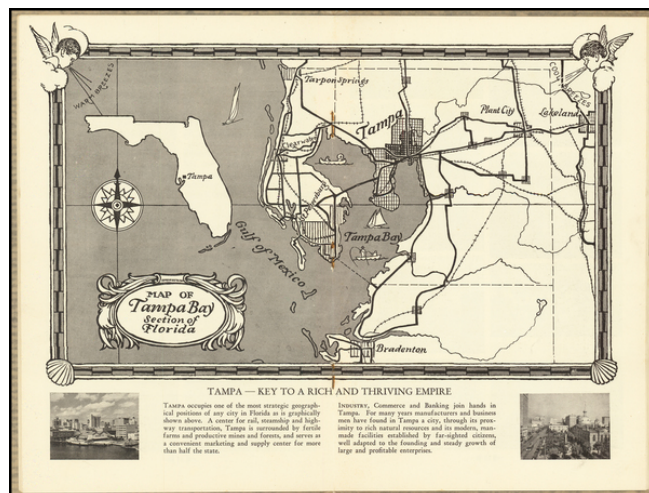 WARM BREEZES
COOL BREEZES
Tarpon Springs
Tampa
Plant City
Lakeland
Clearwater
Tampa
St. Petersburg
Tampa Bay
Gulf of Mexico
MAP OF
Tampa Bay
Section of
Florida
Bradenton
TAMPA — KEY TO A RICH AND THRIVING EMPIRE
TAMPA occupies one of the most strategic geograph-
ical positions of any city in Florida as is graphically
shown above. A center for rail, steamship and high-
way transportation, Tampa is surrounded by fertile
farms and productive mines and forests, and serves as
a convenient marketing and supply center for more
than half the state.
INDUSTRY, Commerce and Banking join hands in
Tampa. For many years manufacturers and business
men have found in Tampa a city, through its prox-
imity to rich natural resources and its modern, man-
made facilities established by far-sighted citizens,
well adapted to the founding and steady growth of
large and profitable enterprises.